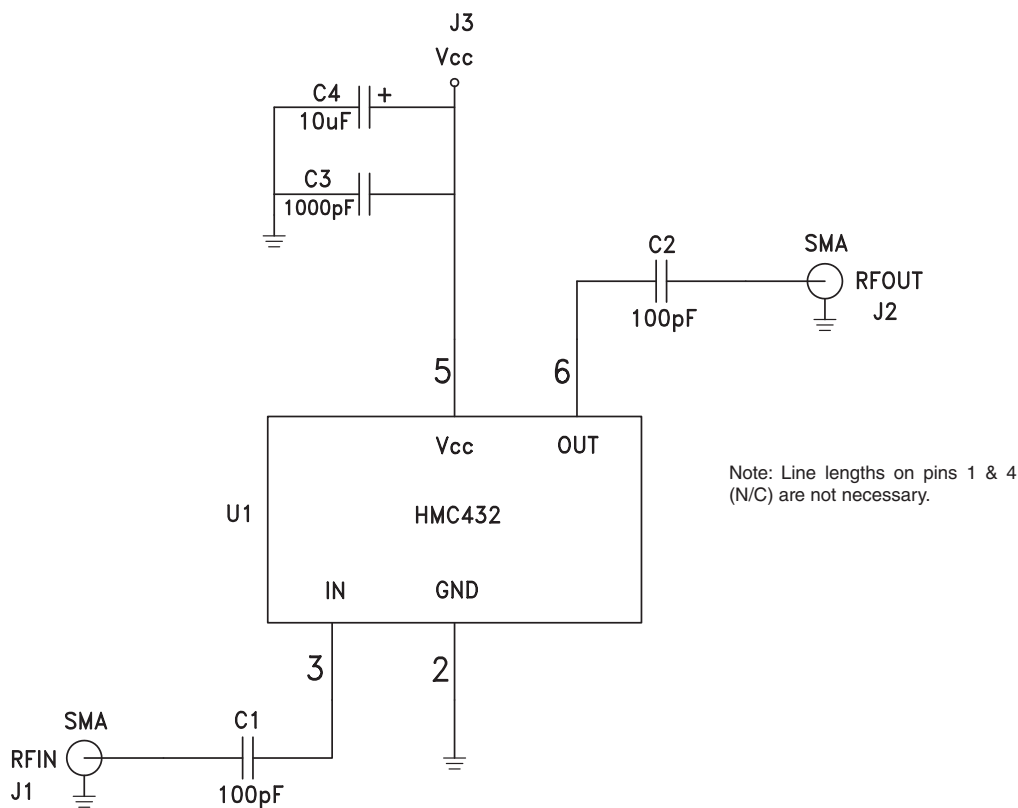 J3
Vcc
C4
+
10uF
C3
1000pF
C2
SMA
RFOUT
100pF
J2
5
6
Vcc
OUT
Note: Line lengths on pins 1 & 4
(N/C) are not necessary.
U1
HMC432
IN
GND
3
2
SMA
C1
RFIN
J1
100pF